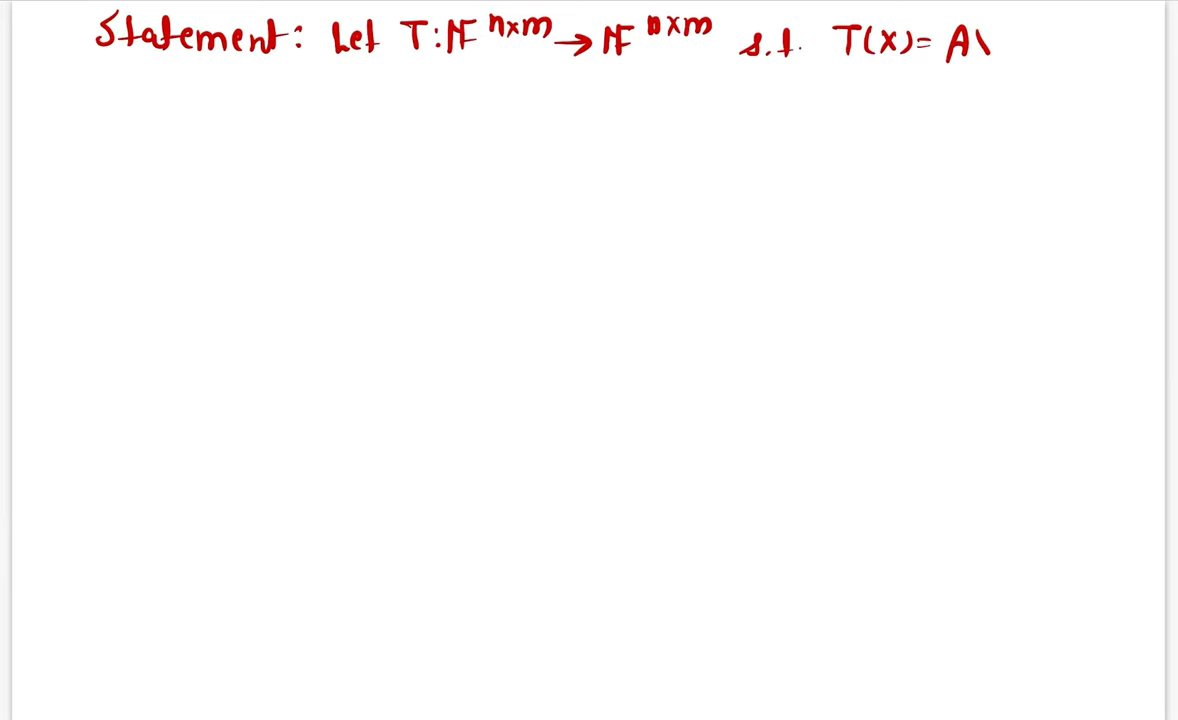 Statement: Let T:𝔽^{n×m} → 𝔽^{n×m} s.t. T(X)= A\